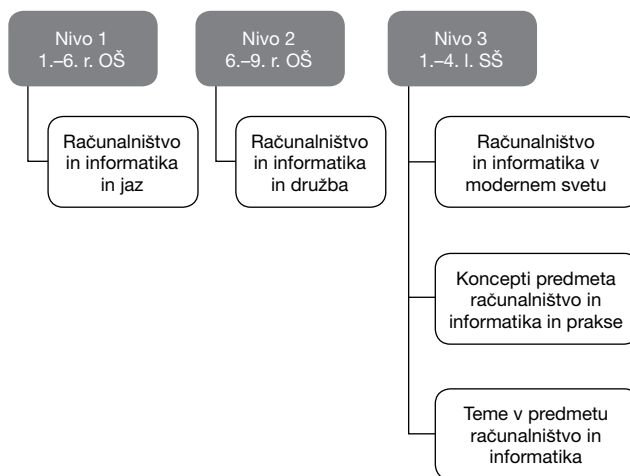 Nivo 1
1.–6. r. OŠ
Nivo 2
6.–9. r. OŠ
Nivo 3
1.–4. l. SŠ
Računalništvo
in informatika
in jaz
Računalništvo
in informatika
in družba
Računalništvo
in informatika v
modernem svetu
Koncepti predmeta
računalništvo in
informatika in prakse
Teme v predmetu
računalništvo in
informatika